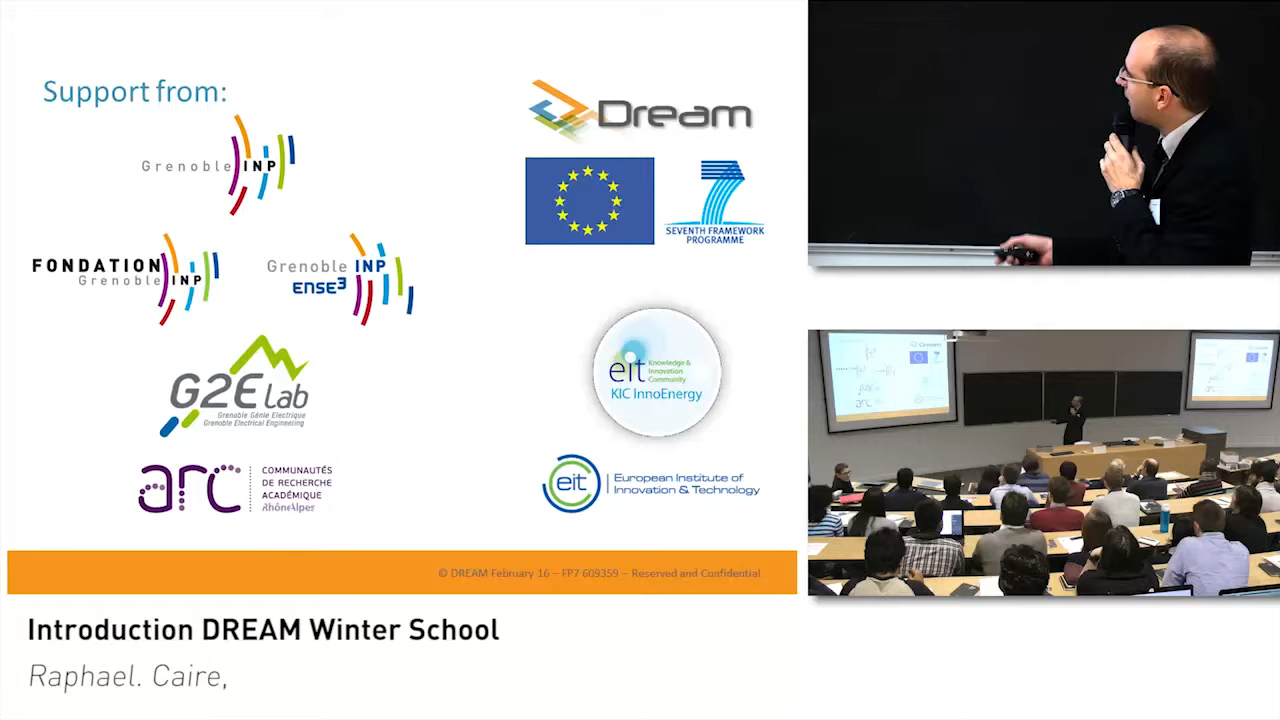 Support from:
Grenoble INP
FONDATION
Grenoble INP
Grenoble INP
ENSE3
G2E Lab
Grenoble Génie Electrique
Grenoble Electrical Engineering
arc
COMMUNAUTÉS
DE RECHERCHE
ACADÉMIQUE
RhôneAlpes
Dream
7
SEVENTH FRAMEWORK
PROGRAMME
eit
Knowledge &
Innovation
Community
KIC InnoEnergy
eit
European Institute of
Innovation & Technology
© DREAM February 16 – FP7 609359 – Reserved and Confidential
Introduction DREAM Winter School
Raphael. Caire,
Dream